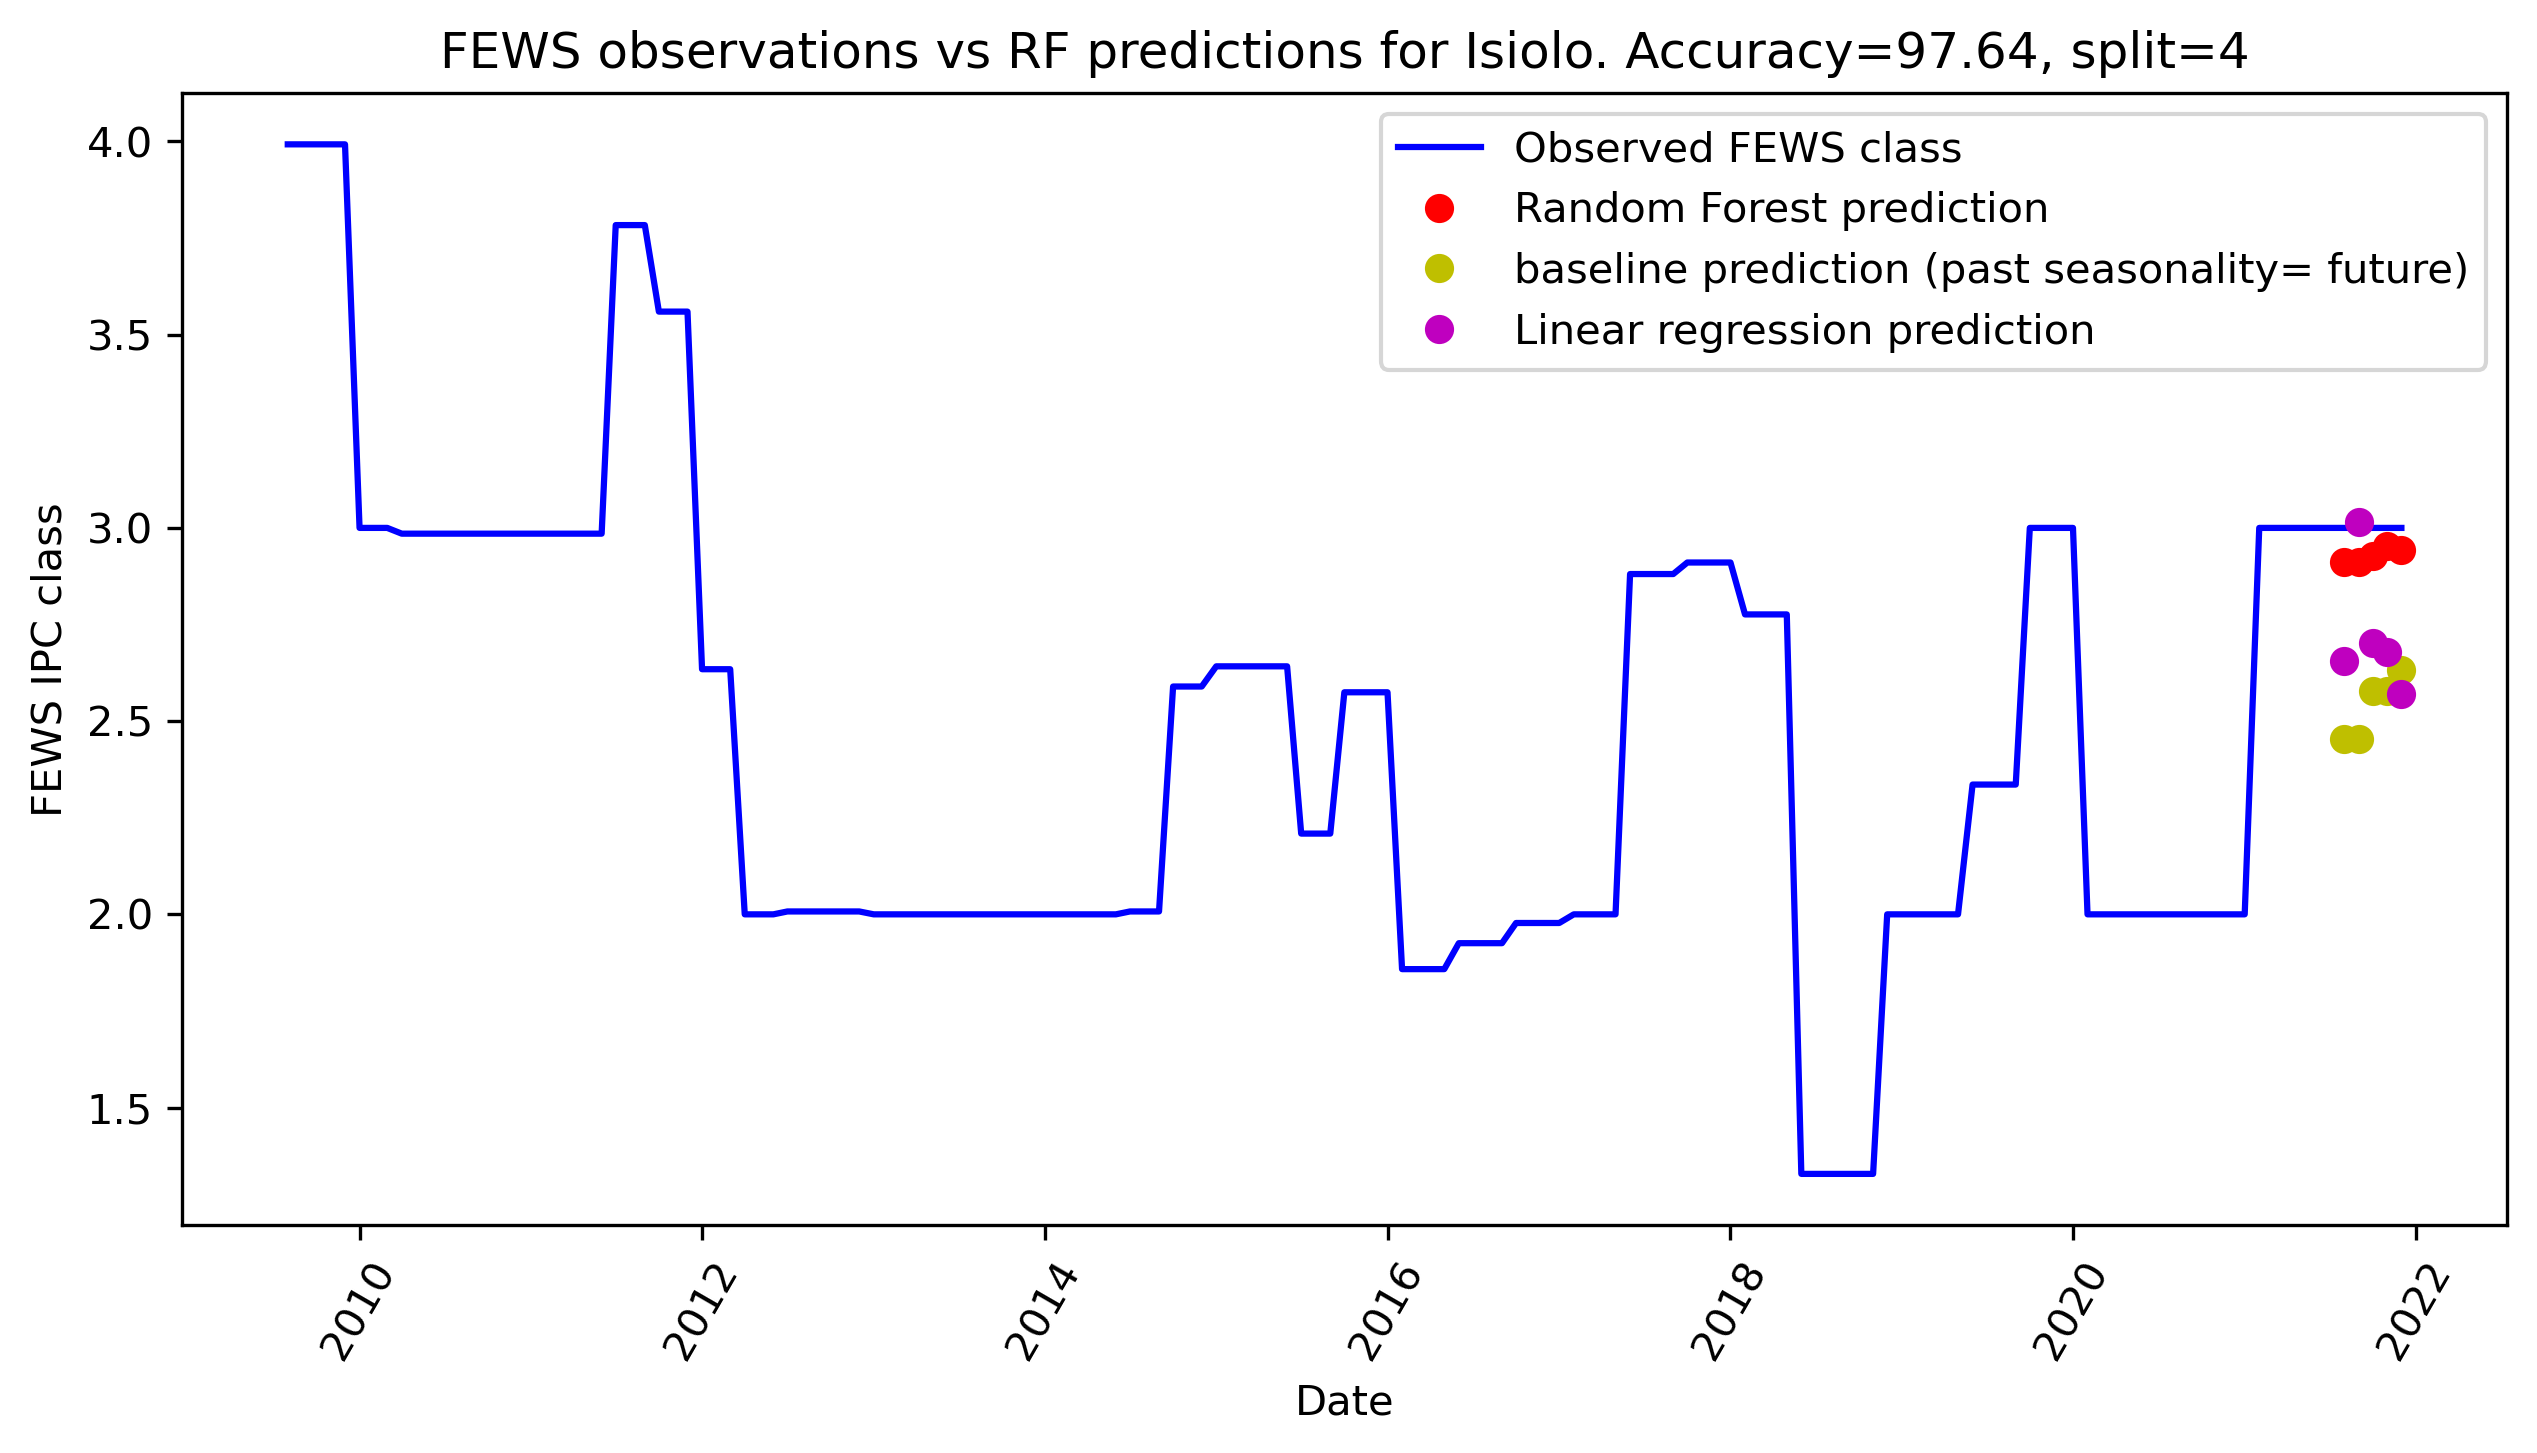 FEWS observations vs RF predictions for Isiolo. Accuracy=97.64, split=4
Observed FEWS class
Random Forest prediction
baseline prediction (past seasonality= future)
Linear regression prediction
FEWS IPC class
4.0
3.5
3.0
2.5
2.0
1.5
2010
2012
2014
2016
2018
2020
2022
Date